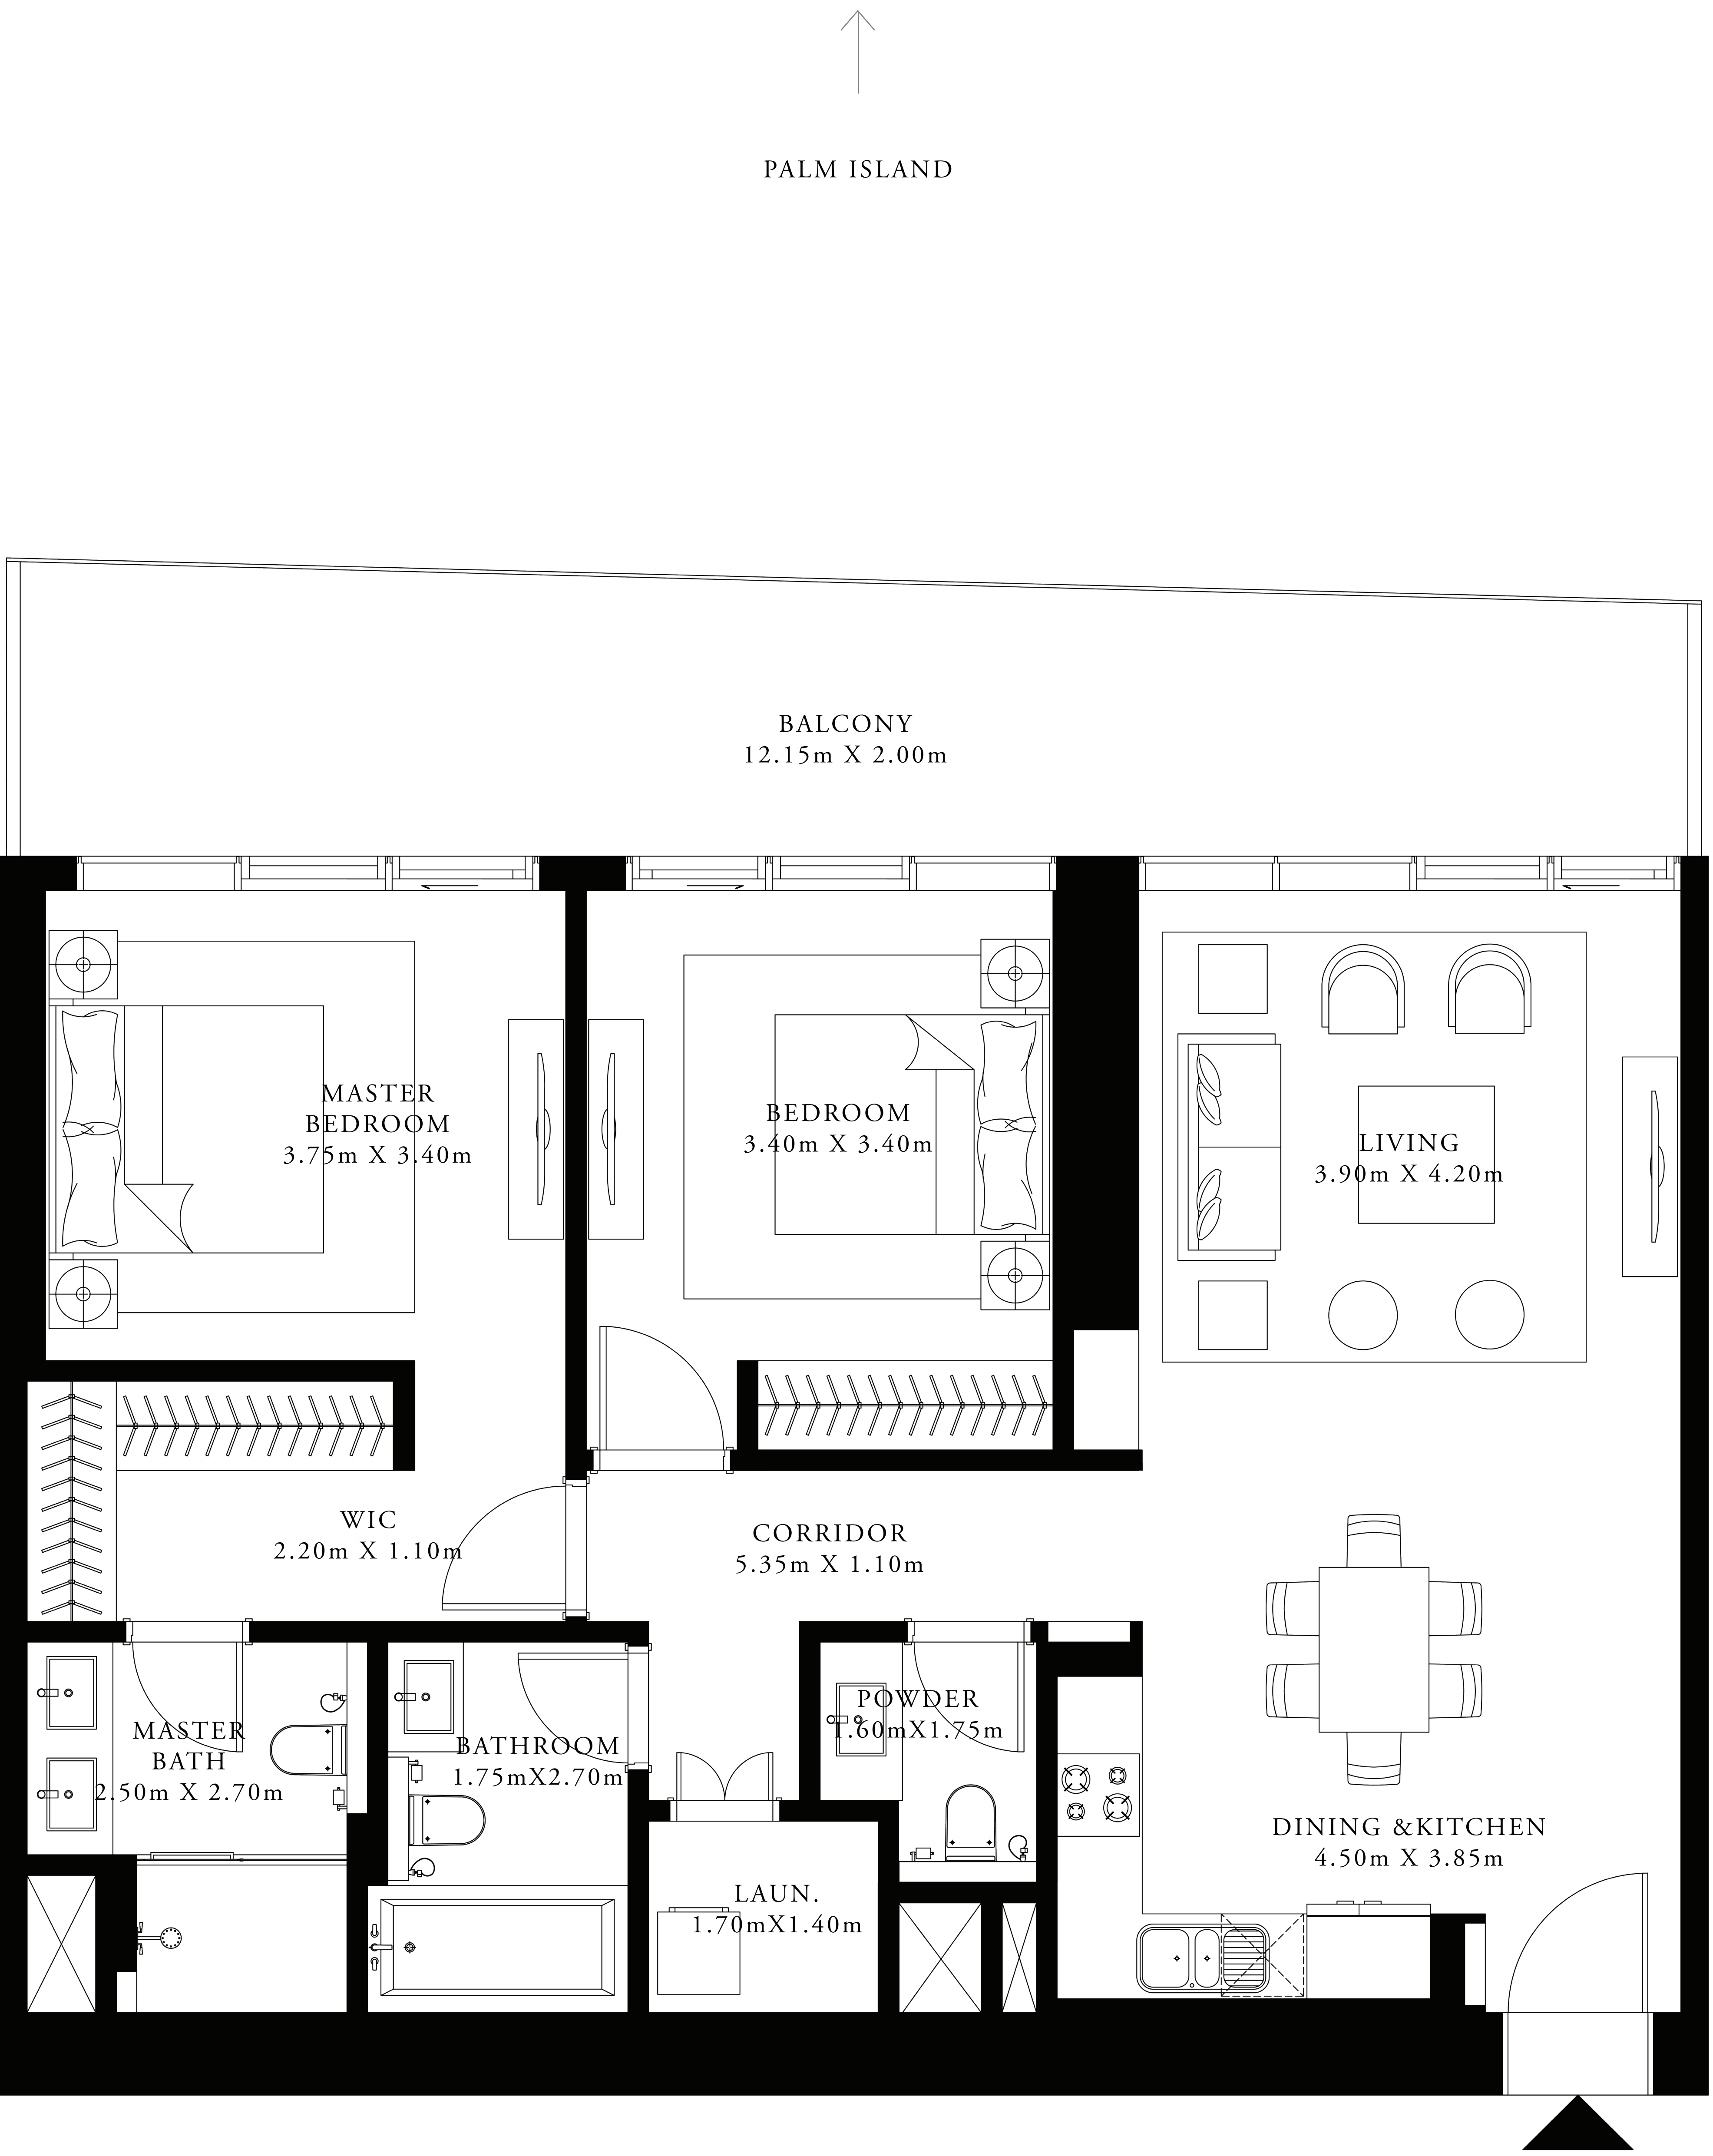 PALM ISLAND
BALCONY
12.15m X 2.00m
MASTER
BEDROOM
3.75m X 3.40m
BEDROOM
3.40m X 3.40m
LIVING
3.90m X 4.20m
WIC
2.20m X 1.10m
CORRIDOR
5.35m X 1.10m
MASTER
BATH
2.50m X 2.70m
BATHROOM
1.75mX2.70m
POWDER
1.60mX1.75m
LAUN.
1.70mX1.40m
DINING &KITCHEN
4.50m X 3.85m